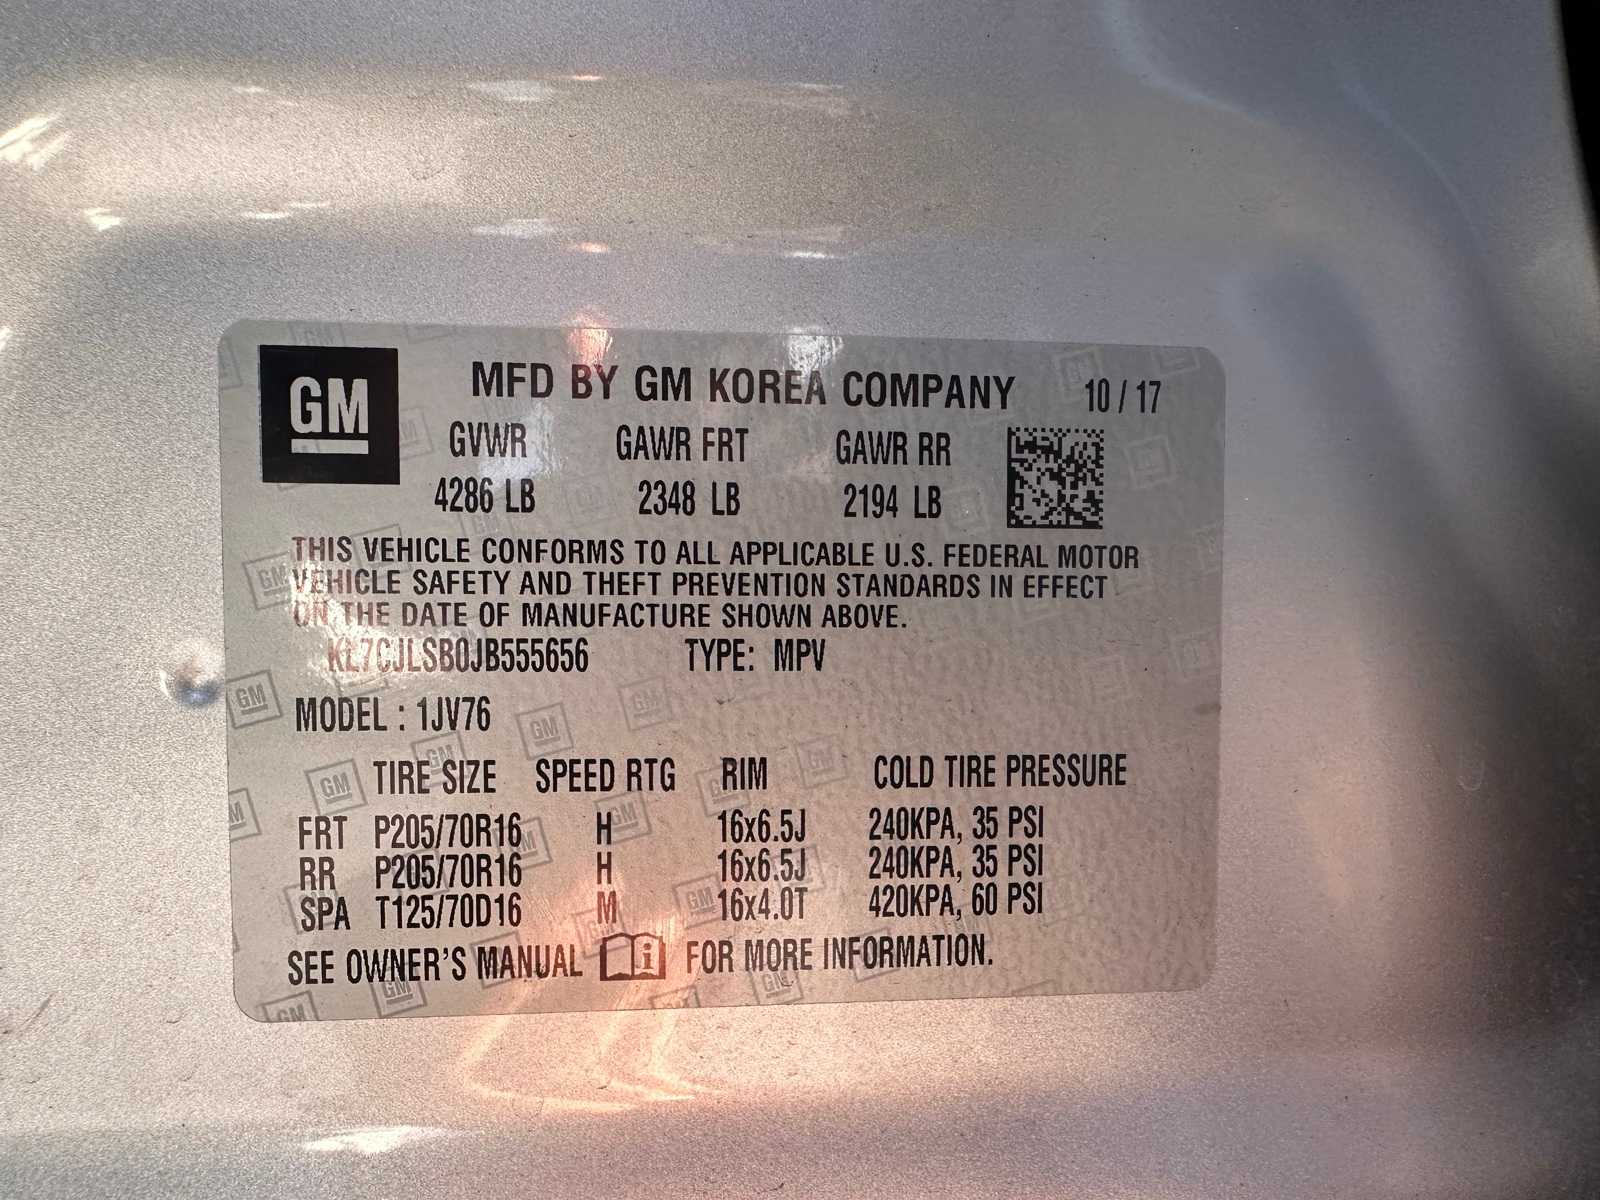 GM
MFD BY GM KOREA COMPANY 10 / 17
GVWR GAWR FRT GAWR RR
4286 LB 2348 LB 2194 LB
THIS VEHICLE CONFORMS TO ALL APPLICABLE U.S. FEDERAL MOTOR
VEHICLE SAFETY AND THEFT PREVENTION STANDARDS IN EFFECT
ON THE DATE OF MANUFACTURE SHOWN ABOVE.
KL7CJLSB0JB555656 TYPE: MPV
MODEL : 1JV76
TIRE SIZE SPEED RTG RIM COLD TIRE PRESSURE
FRT P205/70R16 H 16x6.5J 240KPA, 35 PSI
RR P205/70R16 H 16x6.5J 240KPA, 35 PSI
SPA T125/70D16 M 16x4.0T 420KPA, 60 PSI
SEE OWNER'S MANUAL FOR MORE INFORMATION.